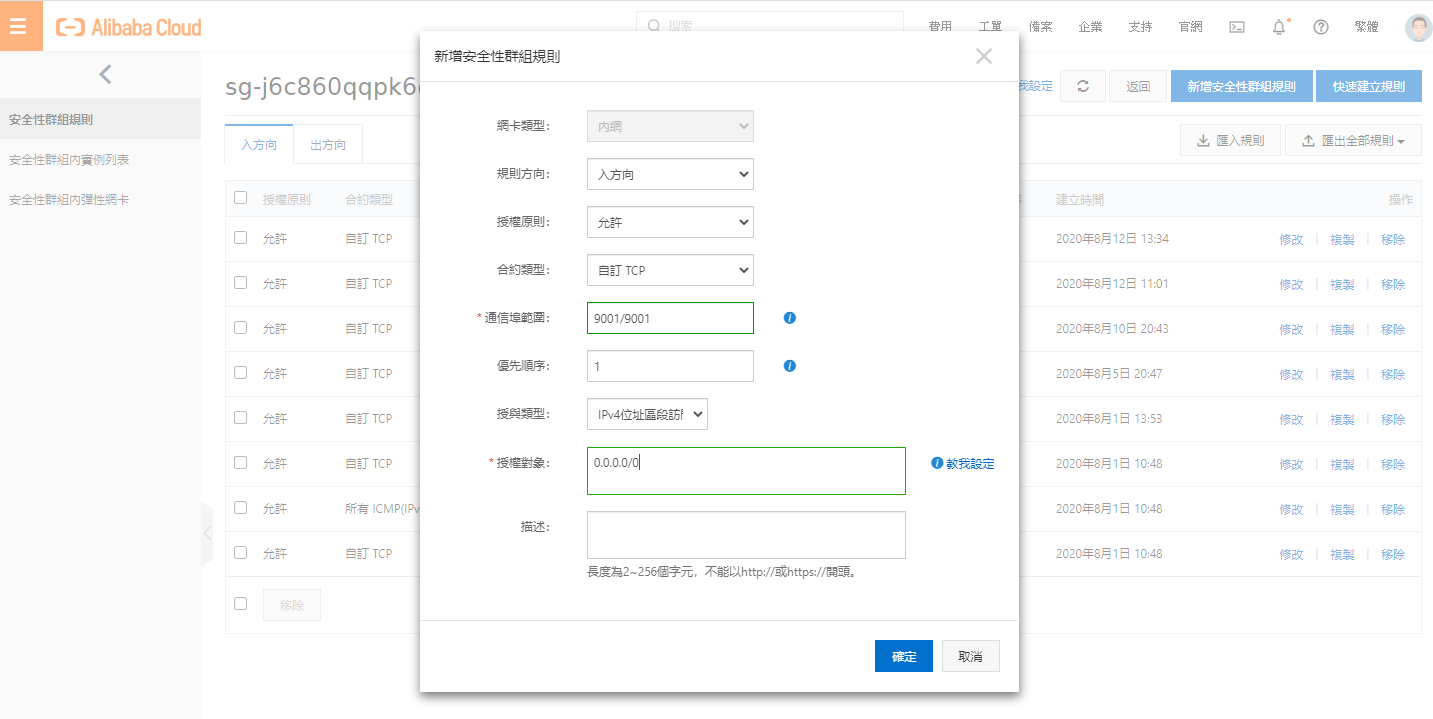 Alibaba Cloud
搜索
費用 工單 備案 企業 支持 官網 繁體
新增安全性群組規則
sg-j6c860qqpk6
我設定
返回
新增安全性群組規則
快速建立規則
安全性群組規則
安全性群組內實例列表
安全性群組內彈性網卡
入方向
出方向
匯入規則
匯出全部規則
授權原則 合約類型 建立時間 操作
允許 自訂 TCP 2020年8月12日 13:34 修改 複製 移除
允許 自訂 TCP 2020年8月12日 11:01 修改 複製 移除
允許 自訂 TCP 2020年8月10日 20:43 修改 複製 移除
允許 自訂 TCP 2020年8月5日 20:47 修改 複製 移除
允許 自訂 TCP 2020年8月1日 13:53 修改 複製 移除
允許 自訂 TCP 2020年8月1日 10:48 修改 複製 移除
允許 所有 ICMP(IPv 2020年8月1日 10:48 修改 複製 移除
允許 自訂 TCP 2020年8月1日 10:48 修改 複製 移除
移除
網卡類型： 內網
規則方向： 入方向
授權原則： 允許
合約類型： 自訂 TCP
* 通信埠範圍： 9001/9001
優先順序： 1
授與類型： IPv4位址區段訪
* 授權對象： 0.0.0.0/0
教我設定
描述：
長度為2~256個字元，不能以http://或https://開頭。
確定
取消